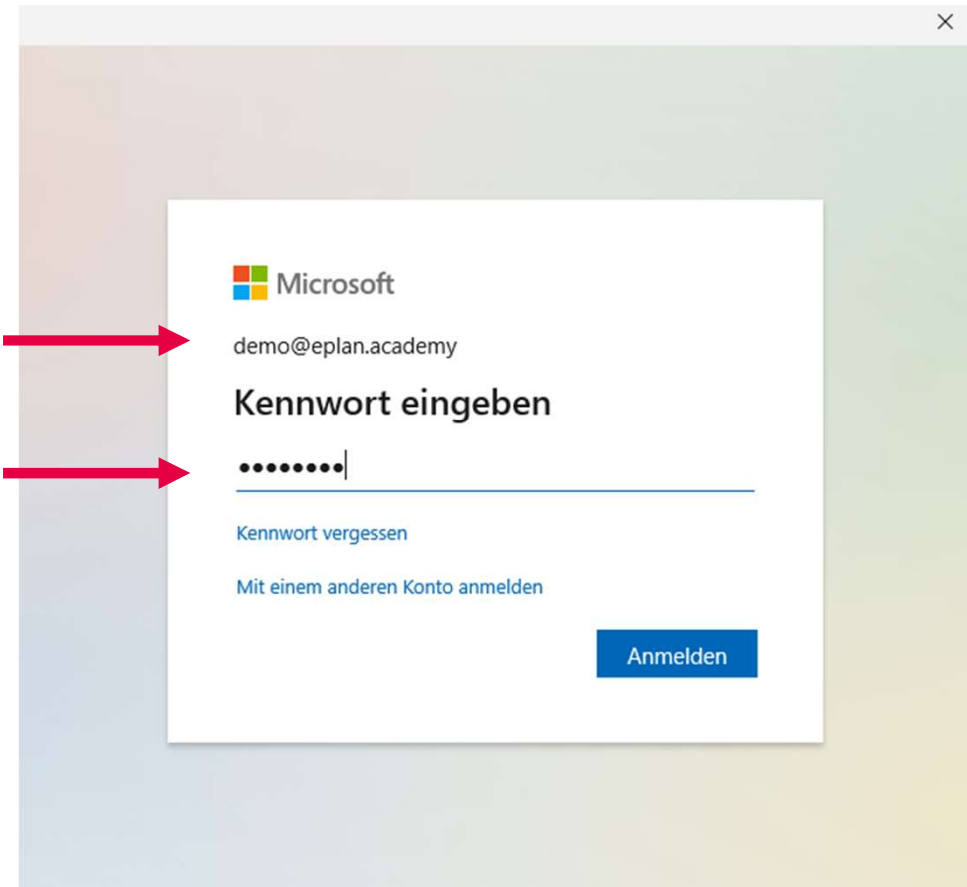 Microsoft
demo@eplan.academy
Kennwort eingeben
••••••••
Kennwort vergessen
Mit einem anderen Konto anmelden
Anmelden